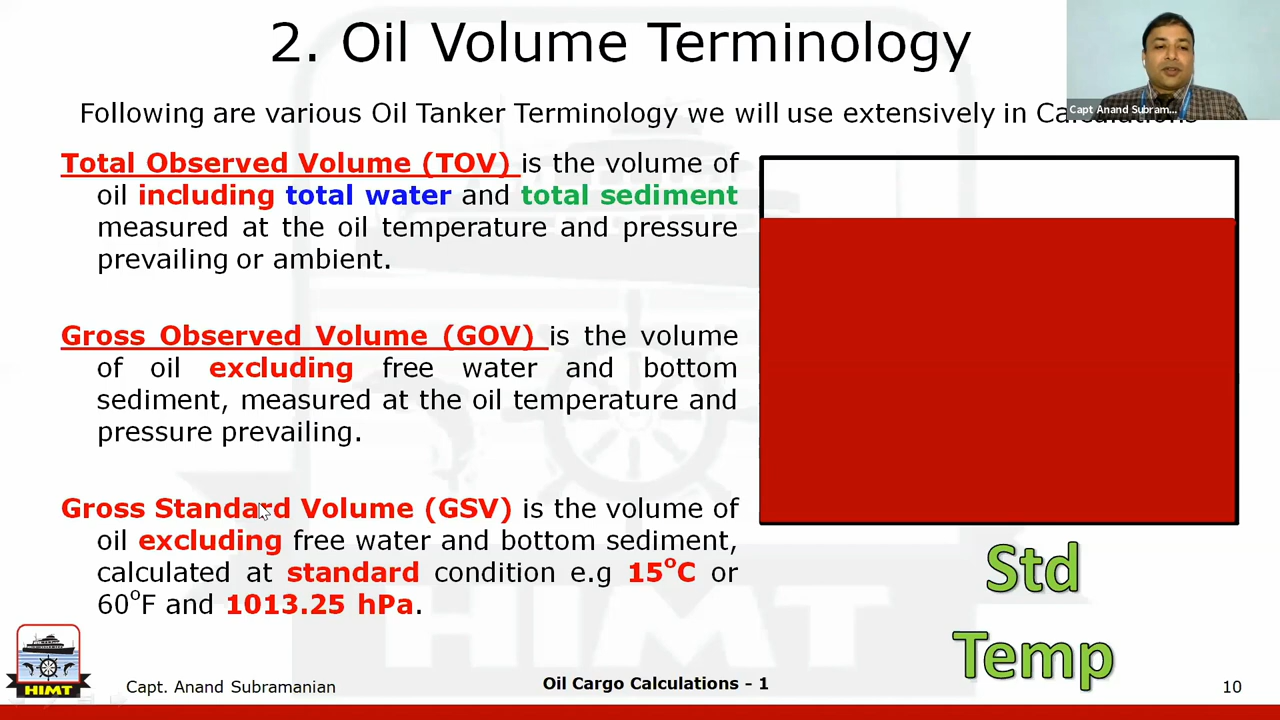 2. Oil Volume Terminology
Capt Anand Subram...
Following are various Oil Tanker Terminology we will use extensively in Calculations
Total Observed Volume (TOV) is the volume of
oil including total water and total sediment
measured at the oil temperature and pressure
prevailing or ambient.
Gross Observed Volume (GOV) is the volume
of oil excluding free water and bottom
sediment, measured at the oil temperature and
pressure prevailing.
Gross Standard Volume (GSV) is the volume of
oil excluding free water and bottom sediment,
calculated at standard condition e.g 15°C or
60°F and 1013.25 hPa.
Std
Temp
HIMT
HIMT
Capt. Anand Subramanian
Oil Cargo Calculations - 1
10